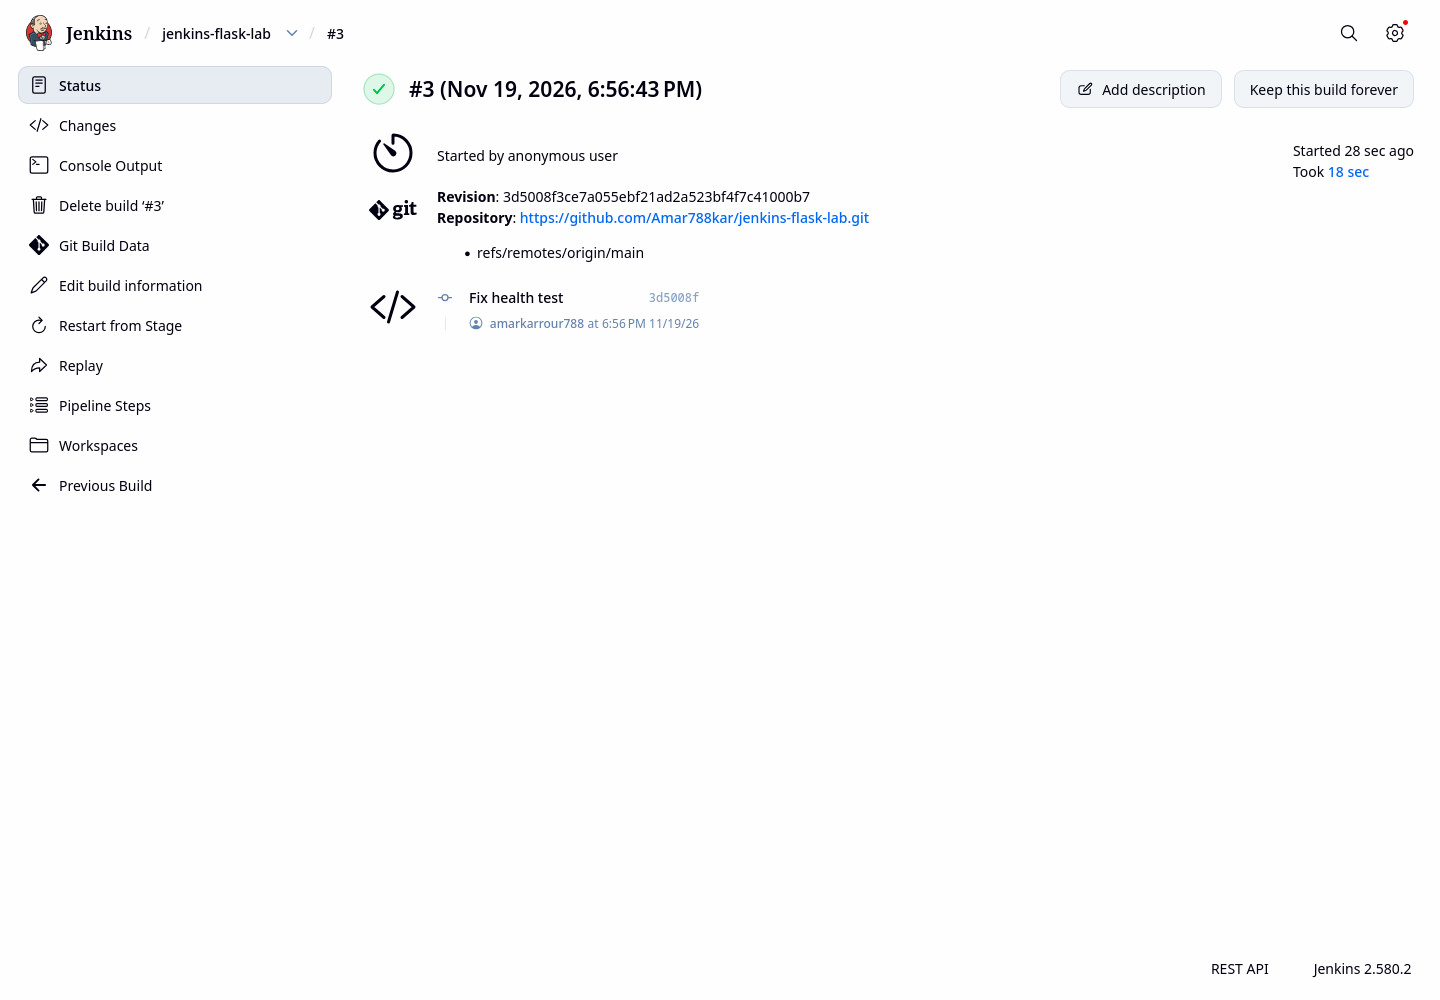 Jenkins / jenkins-flask-lab / #3
Status
Changes
Console Output
Delete build ‘#3’
Git Build Data
Edit build information
Restart from Stage
Replay
Pipeline Steps
Workspaces
Previous Build
#3 (Nov 19, 2026, 6:56:43 PM)
Add description
Keep this build forever
Started by anonymous user
Started 28 sec ago
Took 18 sec
git
Revision: 3d5008f3ce7a055ebf21ad2a523bf4f7c41000b7
Repository: https://github.com/Amar788kar/jenkins-flask-lab.git
• refs/remotes/origin/main
Fix health test 3d5008f
amarkarrour788 at 6:56 PM 11/19/26
REST API
Jenkins 2.580.2